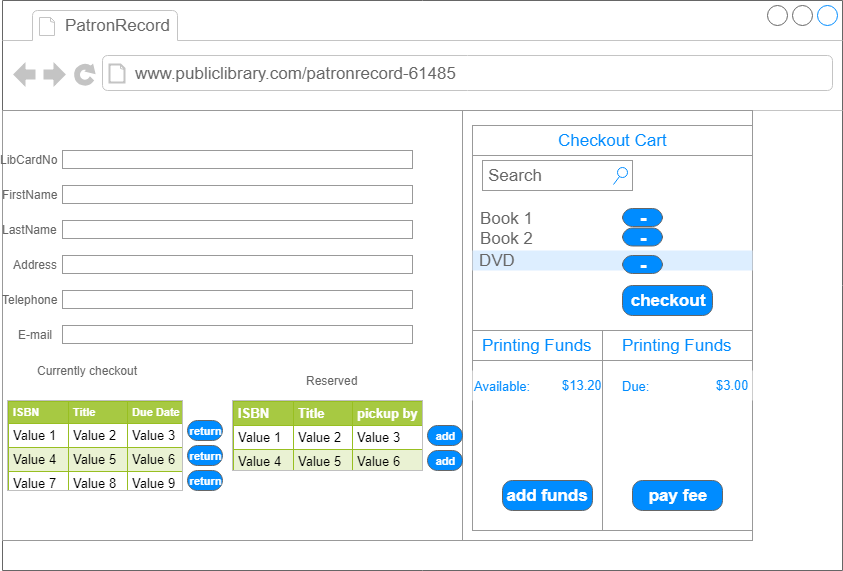 PatronRecord
www.publiclibrary.com/patronrecord-61485
LibCardNo
FirstName
LastName
Address
Telephone
E-mail
Currently checkout
ISBN Title Due Date
Value 1 Value 2 Value 3 return
Value 4 Value 5 Value 6 return
Value 7 Value 8 Value 9 return
Reserved
ISBN Title pickup by
Value 1 Value 2 Value 3 add
Value 4 Value 5 Value 6 add
Checkout Cart
Search
Book 1 -
Book 2 -
DVD -
checkout
Printing Funds
Available: $13.20
add funds
Printing Funds
Due: $3.00
pay fee